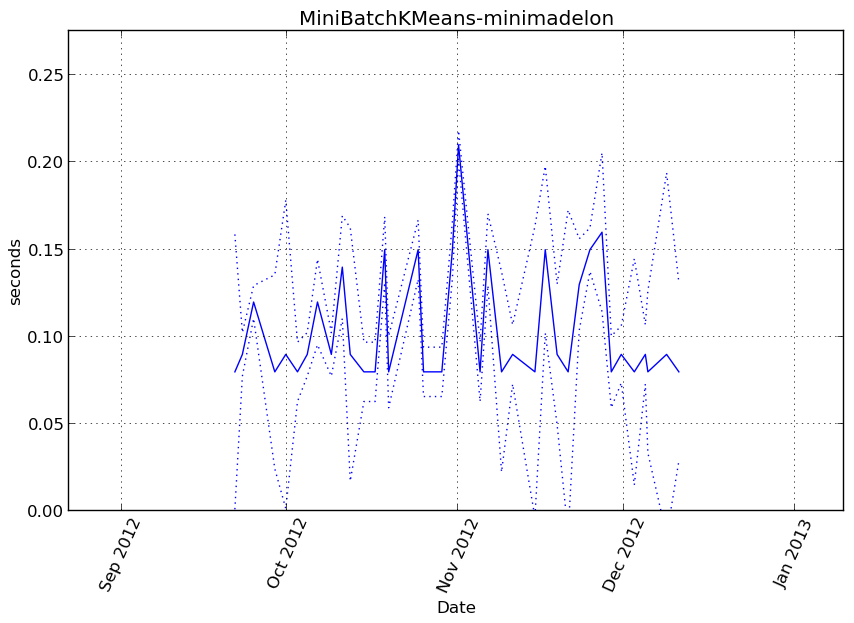 MiniBatchKMeans-minimadelon
0.25
0.20
0.15
0.10
0.05
0.00
seconds
Sep 2012
Oct 2012
Nov 2012
Dec 2012
Jan 2013
Date